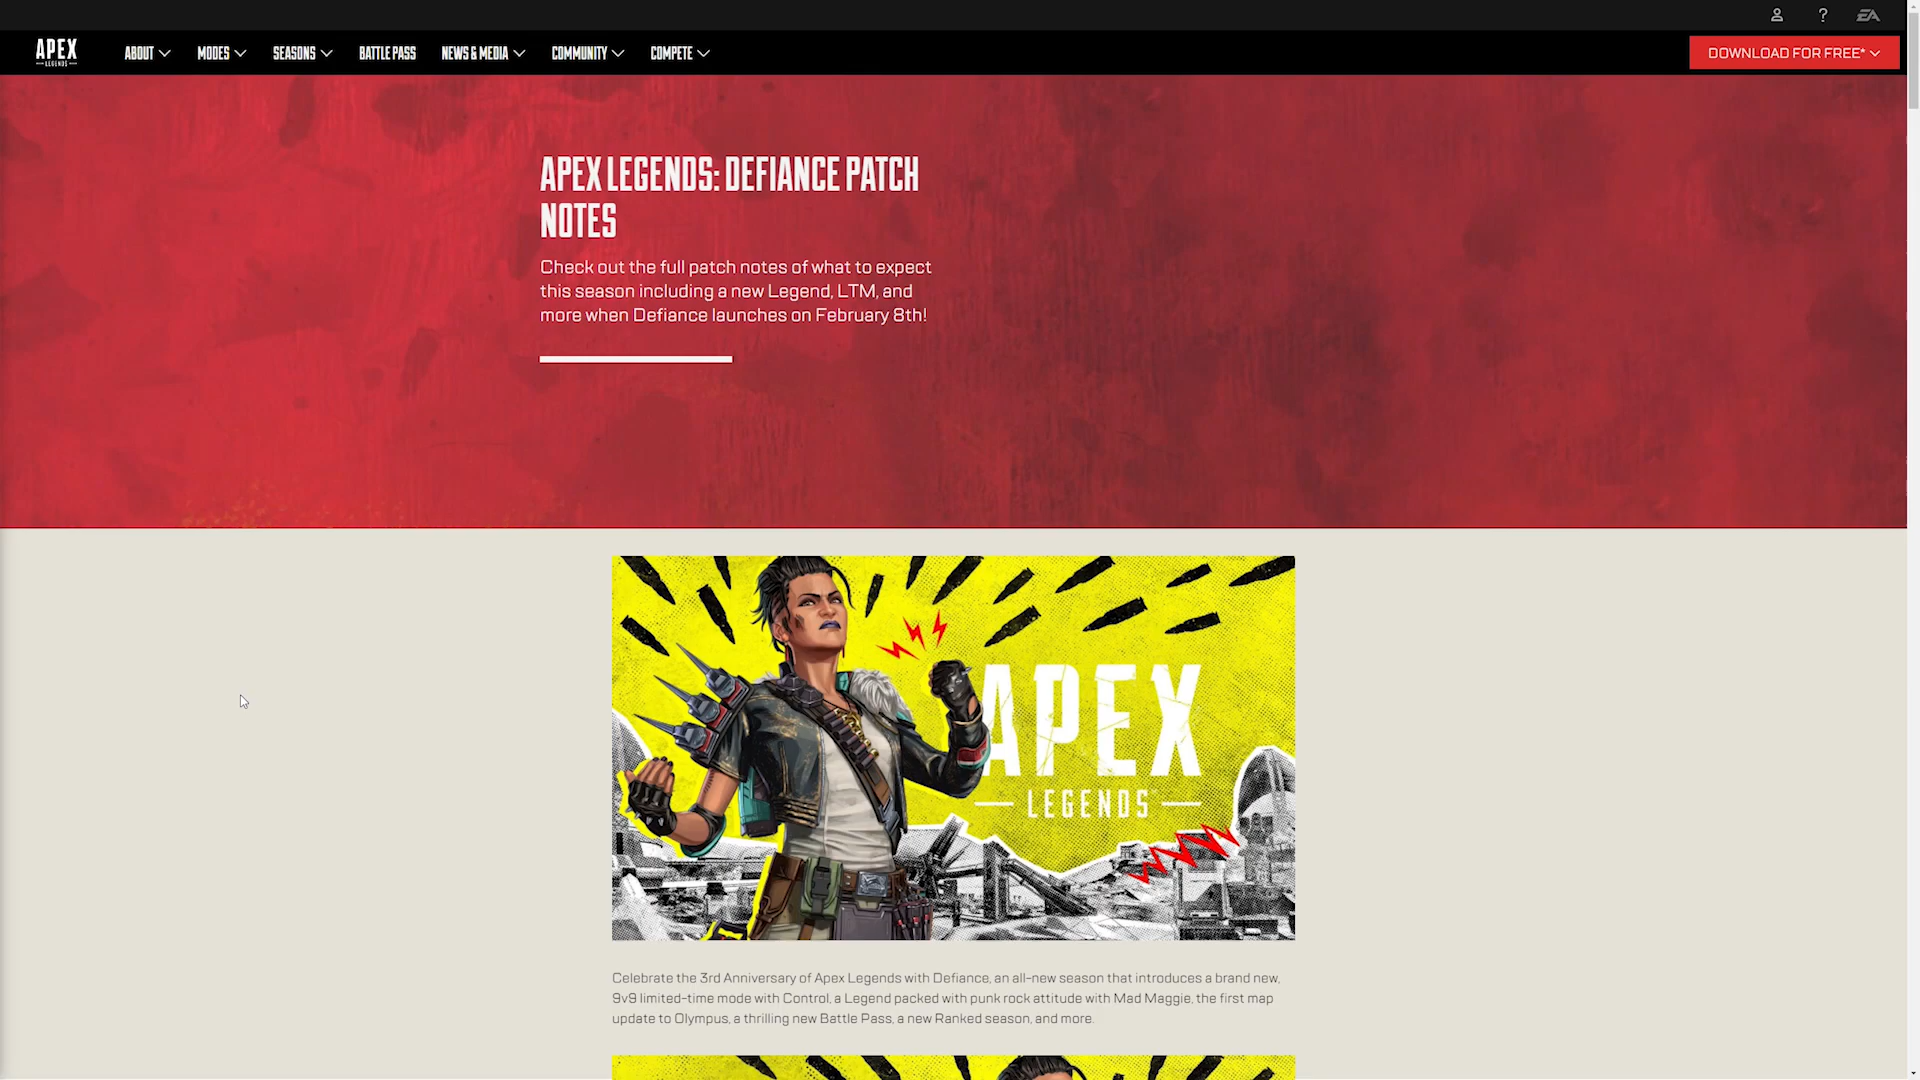 ?
EA
APEX
LEGENDS
ABOUT
MODES
SEASONS
BATTLE PASS
NEWS & MEDIA
COMMUNITY
COMPETE
DOWNLOAD FOR FREE*
APEX LEGENDS: DEFIANCE PATCH
NOTES
Check out the full patch notes of what to expect
this season including a new Legend, LTM, and
more when Defiance launches on February 8th!
APEX
LEGENDS
Celebrate the 3rd Anniversary of Apex Legends with Defiance, an all-new season that introduces a brand new,
9v9 limited-time mode with Control, a Legend packed with punk rock attitude with Mad Maggie, the first map
update to Olympus, a thrilling new Battle Pass, a new Ranked season, and more.